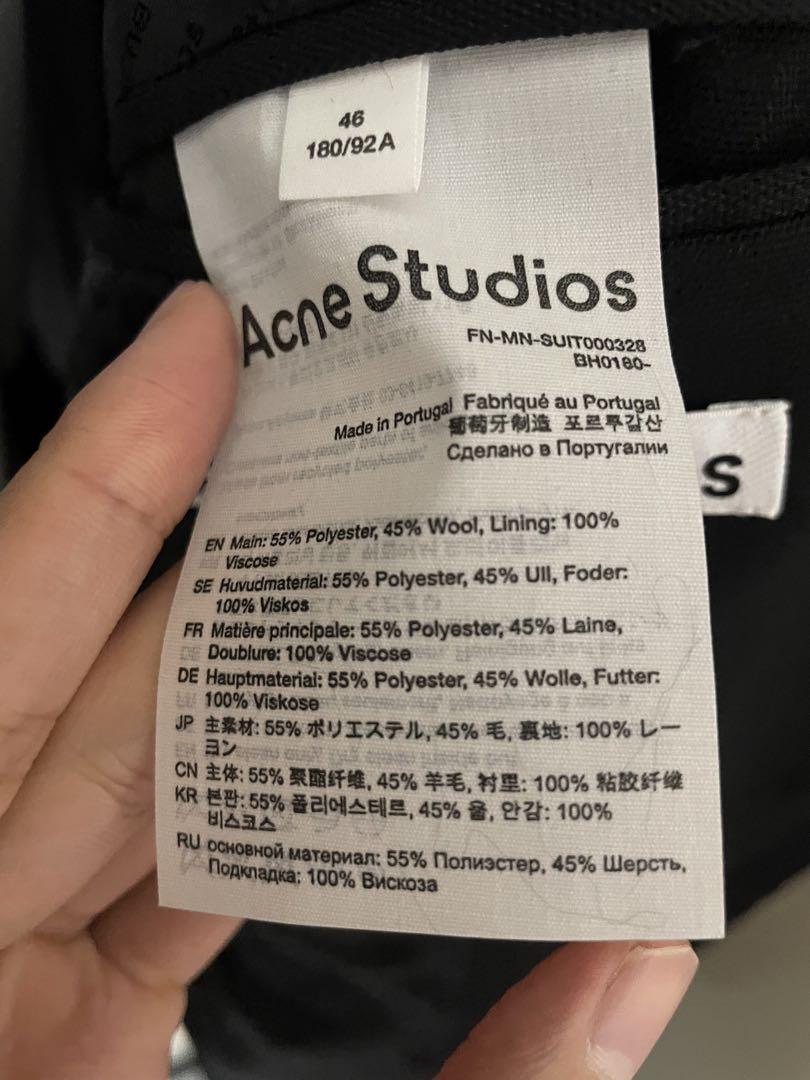 46
180/92A
Acne Studios
FN-MN-SUIT000328
BH0180-
Made in Portugal Fabriqué au Portugal
葡萄牙制造 포르투갈산
Сделано в Португалии
S
EN Main: 55% Polyester, 45% Wool, Lining: 100%
Viscose
SE Huvudmaterial: 55% Polyester, 45% Ull, Foder:
100% Viskos
FR Matière principale: 55% Polyester, 45% Laine,
Doublure: 100% Viscose
DE Hauptmaterial: 55% Polyester, 45% Wolle, Futter:
100% Viskose
JP 主素材: 55% ポリエステル, 45% 毛, 裏地: 100% レー
ヨン
CN 主体: 55% 聚酯纤维, 45% 羊毛, 衬里: 100% 粘胶纤维
KR 본판: 55% 폴리에스테르, 45% 울, 안감: 100%
비스코스
RU основной материал: 55% Полиэстер, 45% Шерсть,
Подкладка: 100% Вискоза